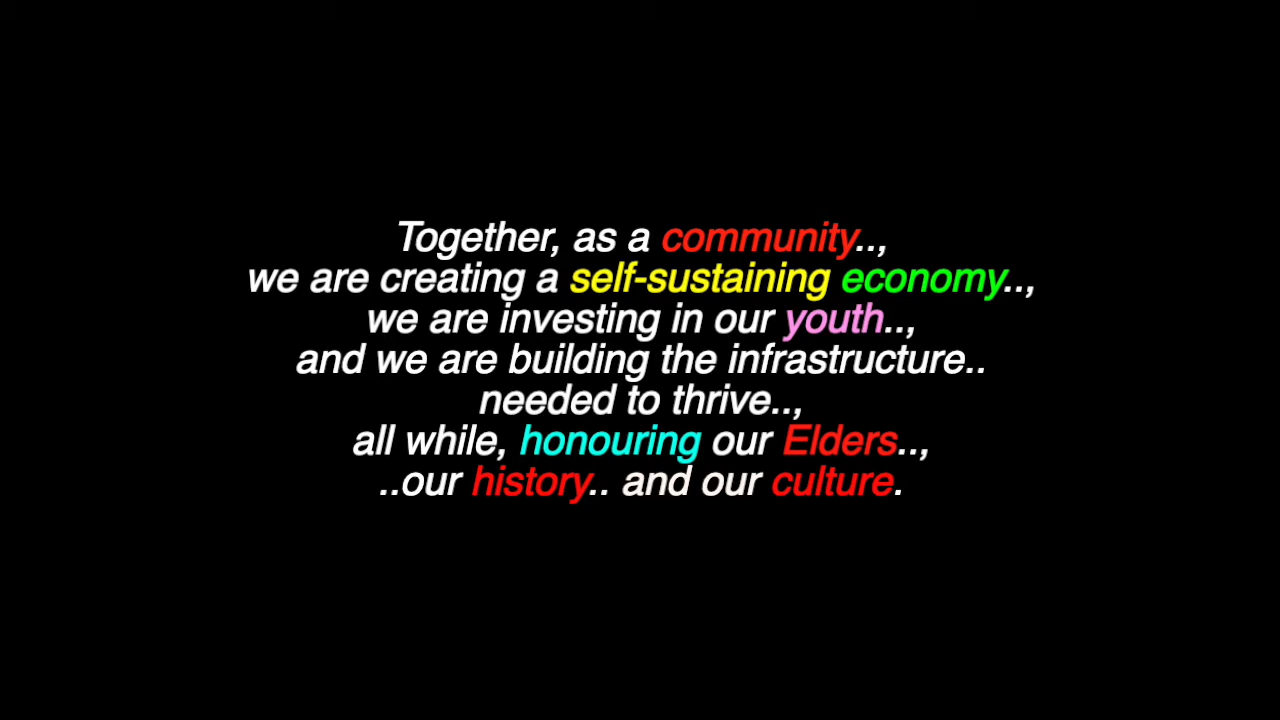 Together, as a community..,
we are creating a self-sustaining economy..,
we are investing in our youth..,
and we are building the infrastructure..
needed to thrive..,
all while, honouring our Elders..,
..our history.. and our culture.